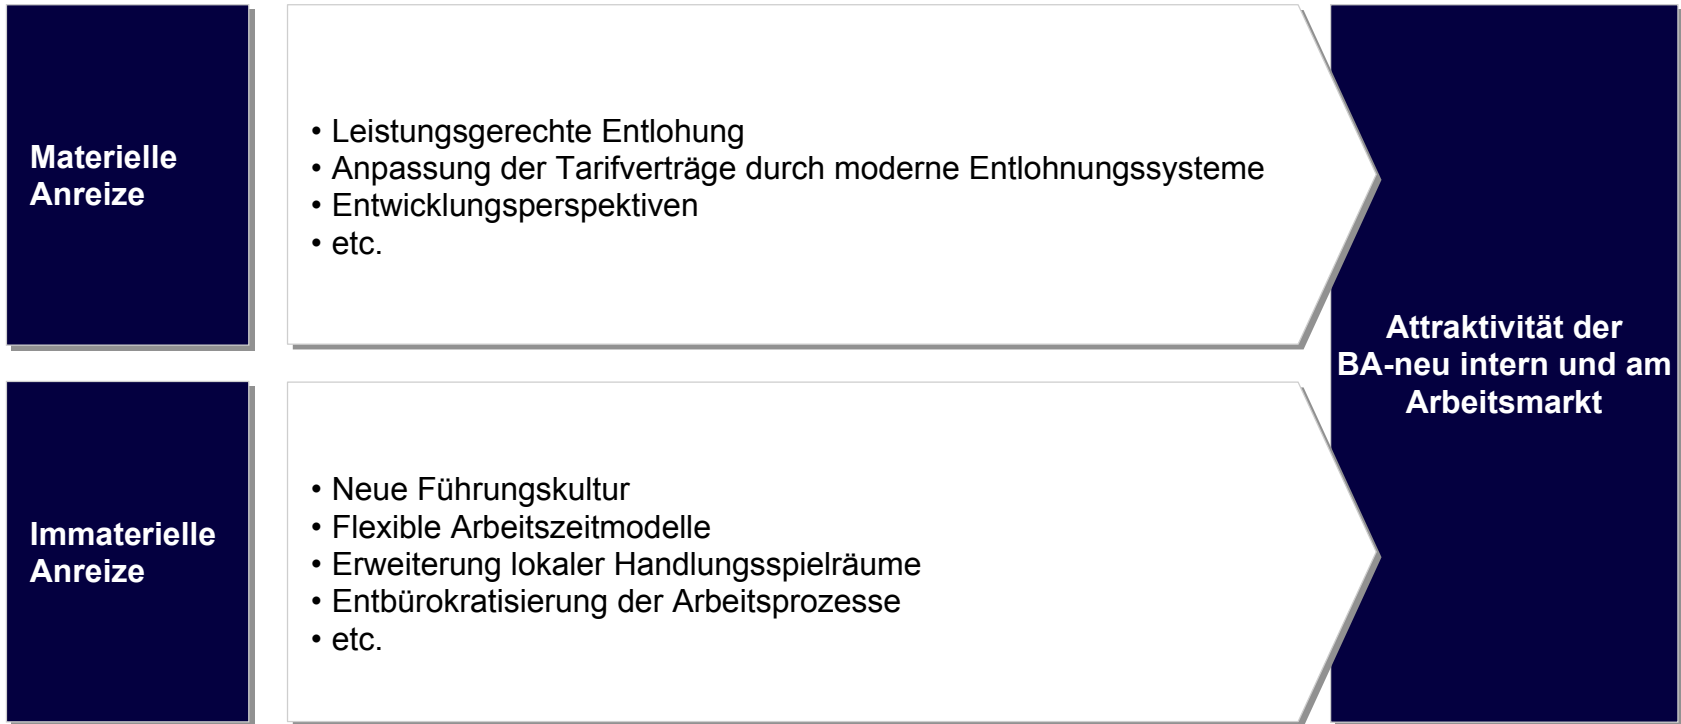 Materielle
Anreize
• Leistungsgerechte Entlohung
• Anpassung der Tarifverträge durch moderne Entlohnungssysteme
• Entwicklungsperspektiven
• etc.
Immaterielle
Anreize
• Neue Führungskultur
• Flexible Arbeitszeitmodelle
• Erweiterung lokaler Handlungsspielräume
• Entbürokratisierung der Arbeitsprozesse
• etc.
Attraktivität der
BA-neu intern und am
Arbeitsmarkt